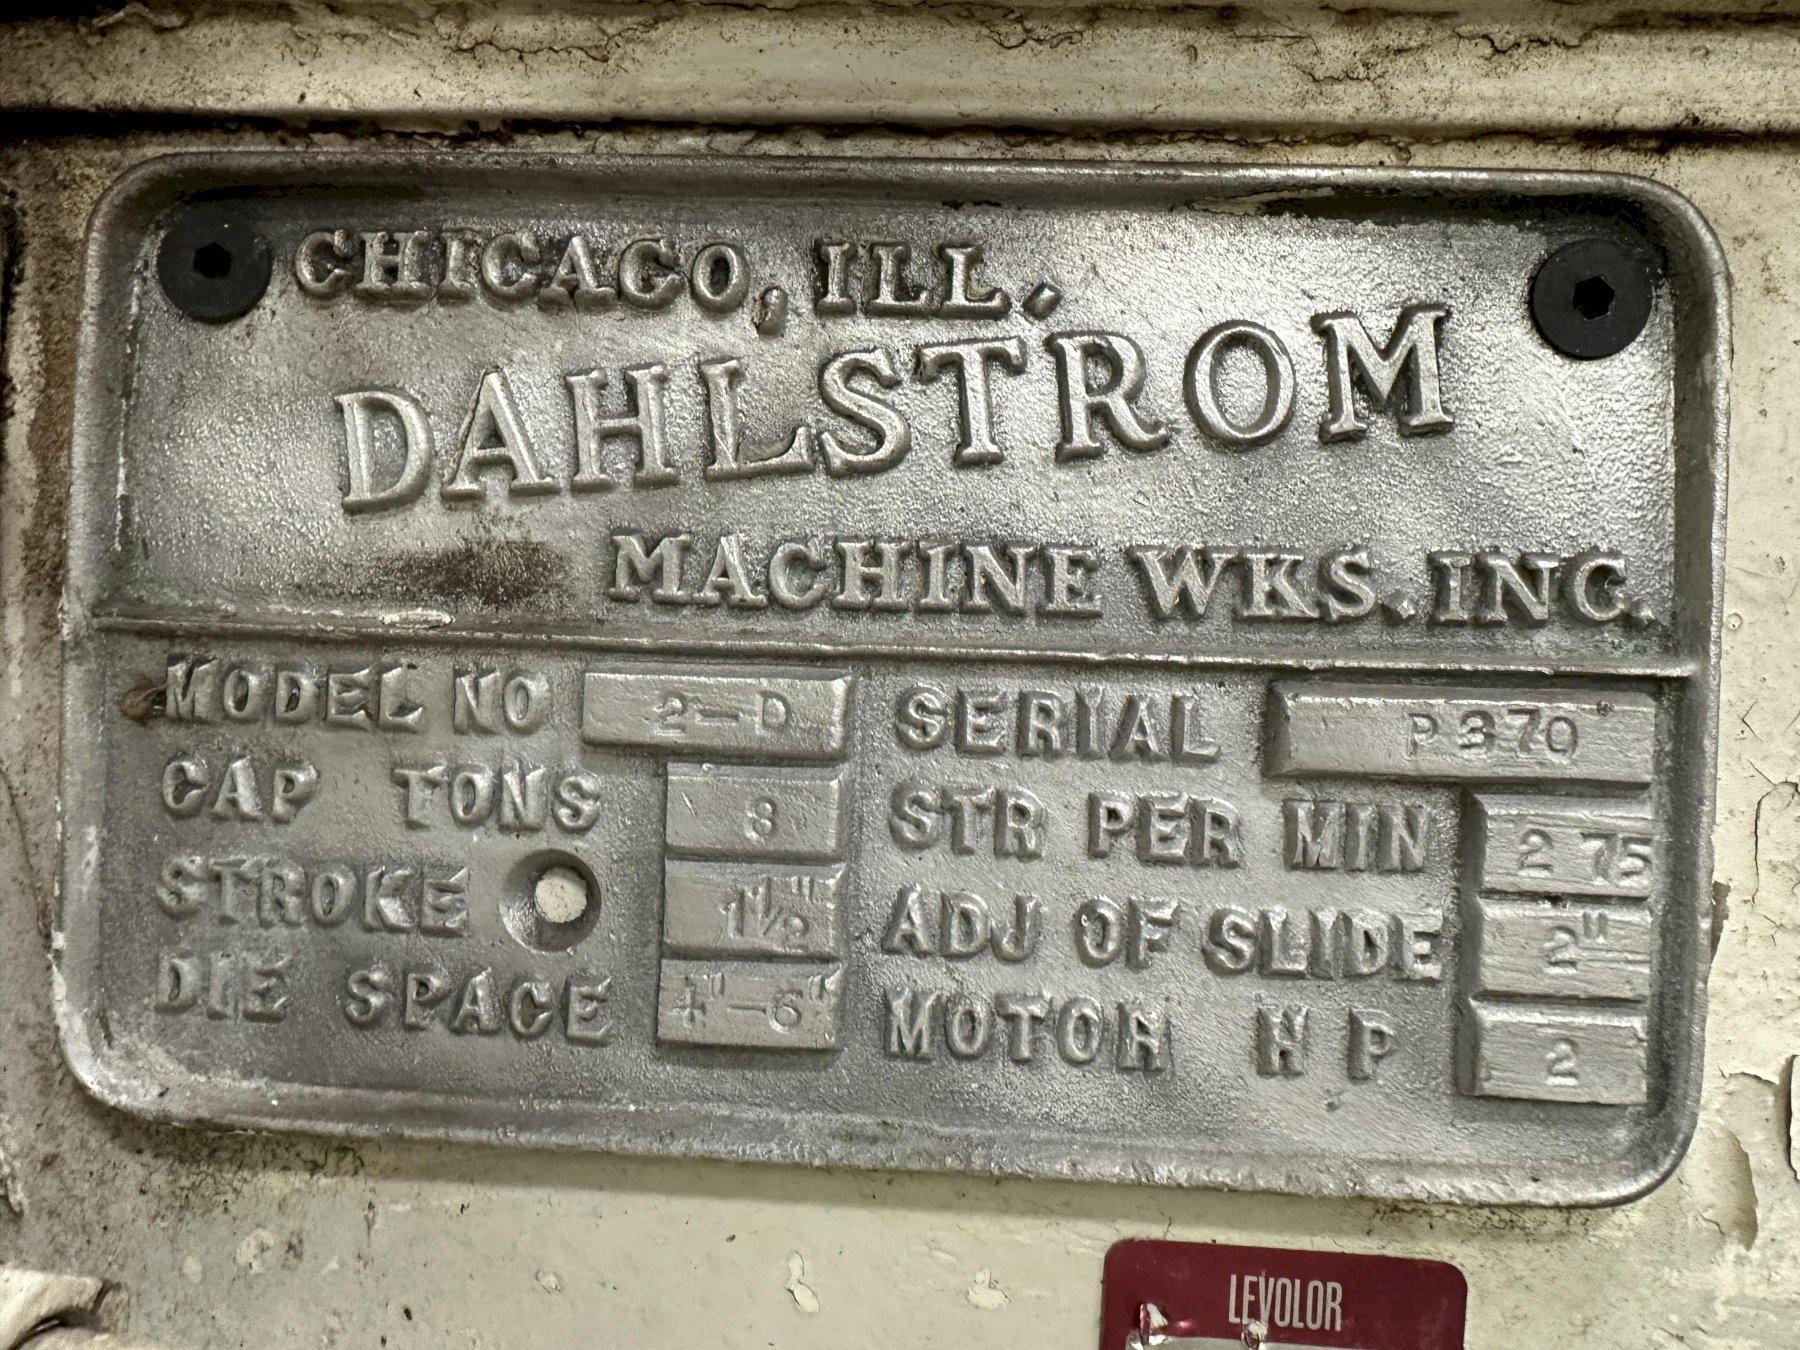 CHICAGO, ILL.
DAHLSTROM
MACHINE WKS. INC.
MODEL NO 2-D SERIAL P370
CAP TONS 8 STR PER MIN 275
STROKE 1½" ADJ OF SLIDE 2"
DIE SPACE 4"-6" MOTOR H P 2
LEVOLOR